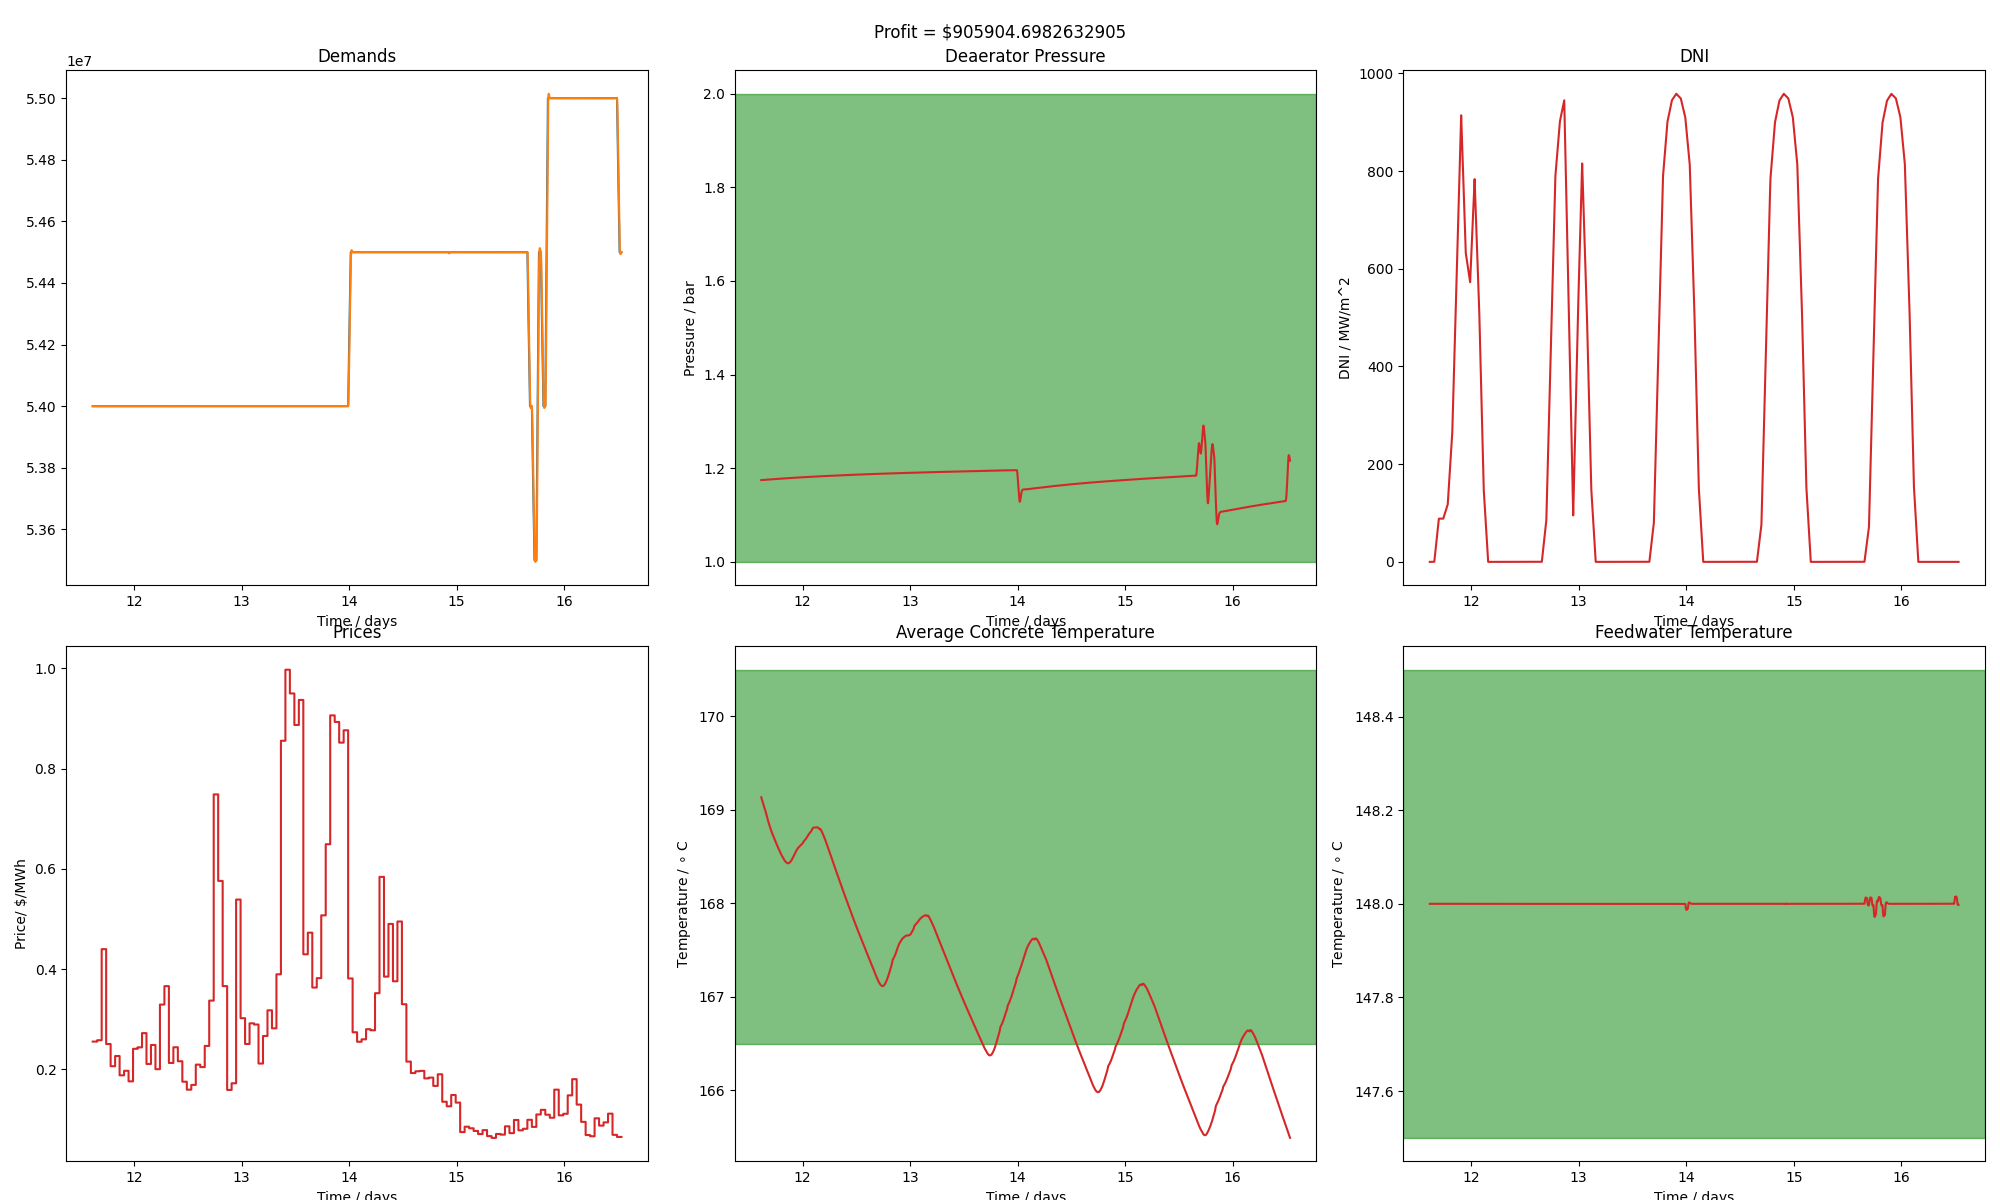 Profit = $905904.6982632905
Demands
1e7
5.50
5.48
5.46
5.44
5.42
5.40
5.38
5.36
12 13 14 15 16
Time / days
Deaerator Pressure
Pressure / bar
2.0
1.8
1.6
1.4
1.2
1.0
12 13 14 15 16
Time / days
DNI
DNI / MW/m^2
1000
800
600
400
200
0
12 13 14 15 16
Time / days
Prices
Price/ $/MWh
1.0
0.8
0.6
0.4
0.2
12 13 14 15 16
Time / days
Average Concrete Temperature
Temperature / ∘ C
170
169
168
167
166
12 13 14 15 16
Time / days
Feedwater Temperature
Temperature / ∘ C
148.4
148.2
148.0
147.8
147.6
12 13 14 15 16
Time / days